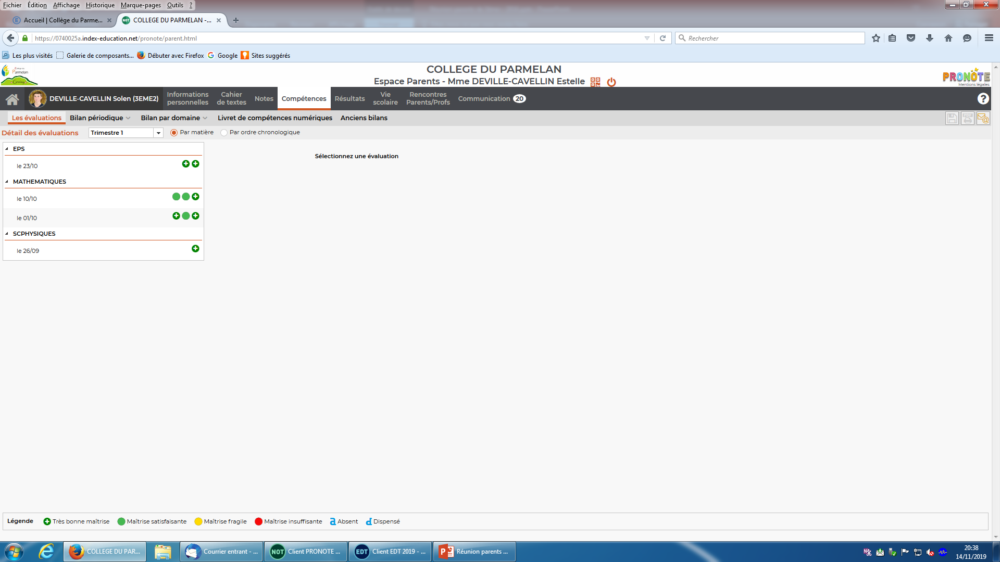 Fichier Édition Affichage Historique Marque-pages Outils ?
Accueil | Collège du Parme... COLLEGE DU PARMELAN -...
https://0740025a.index-education.net/pronote/parent.html
Rechercher
Les plus visités Galerie de composants... Débuter avec Firefox Google Sites suggérés
Parmelan
COLLEGE DU PARMELAN
Espace Parents - Mme DEVILLE-CAVELLIN Estelle
PRONOTE
Mentions légales
DEVILLE-CAVELLIN Solen (3EME2)
Informations personnelles
Cahier de textes
Notes
Compétences
Résultats
Vie scolaire
Rencontres Parents/Profs
Communication 20
?
Les évaluations Bilan périodique Bilan par domaine Livret de compétences numériques Anciens bilans
Détail des évaluations Trimestre 1 Par matière Par ordre chronologique
EPS
Sélectionnez une évaluation
le 23/10
MATHEMATIQUES
le 10/10
le 01/10
SCPHYSIQUES
le 26/09
Légende Très bonne maîtrise Maîtrise satisfaisante Maîtrise fragile Maîtrise insuffisante a Absent d Dispensé
COLLEGE DU PAR... Courrier entrant - ... NOT Client PRONOTE ... EDT Client EDT 2019 - ... Réunion parents ...
20:38
14/11/2019